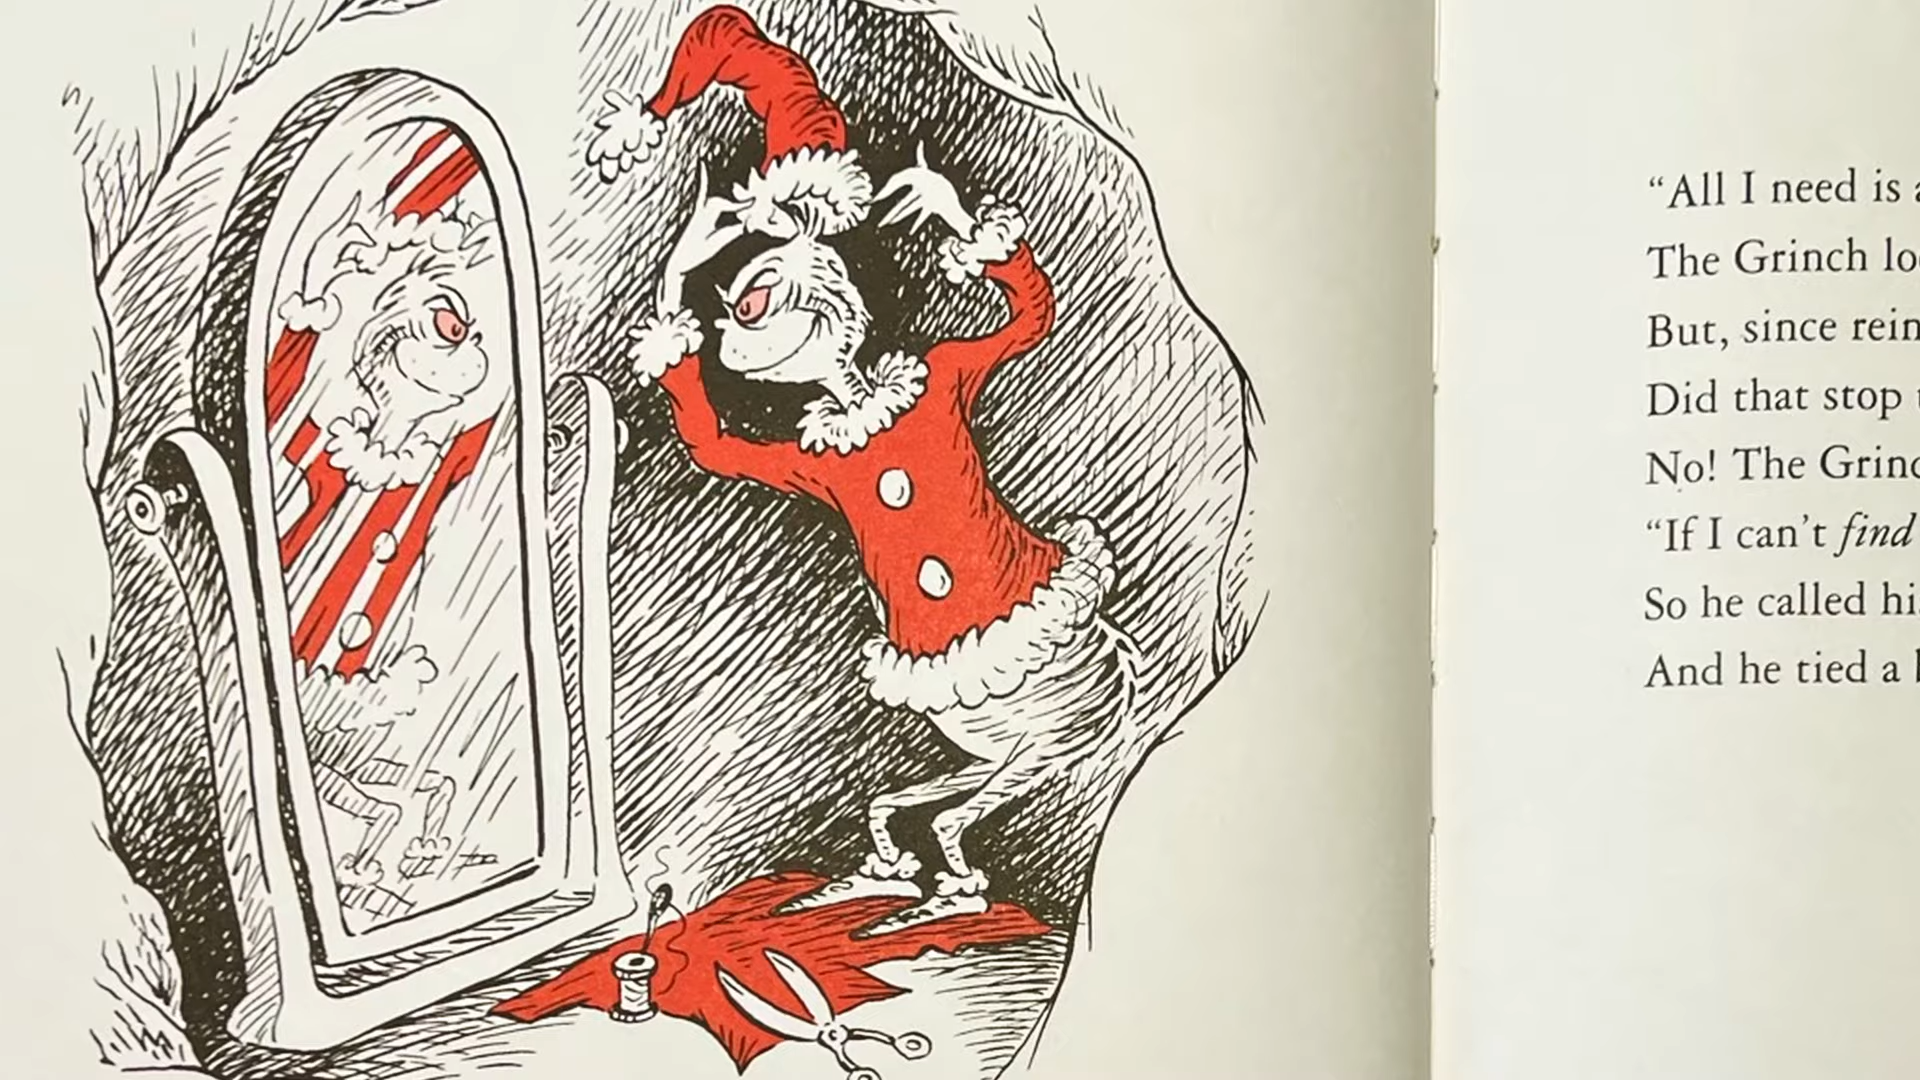 “All I need is a
The Grinch lo
But, since rein
Did that stop
No! The Grinc
“If I can’t find
So he called hi
And he tied a